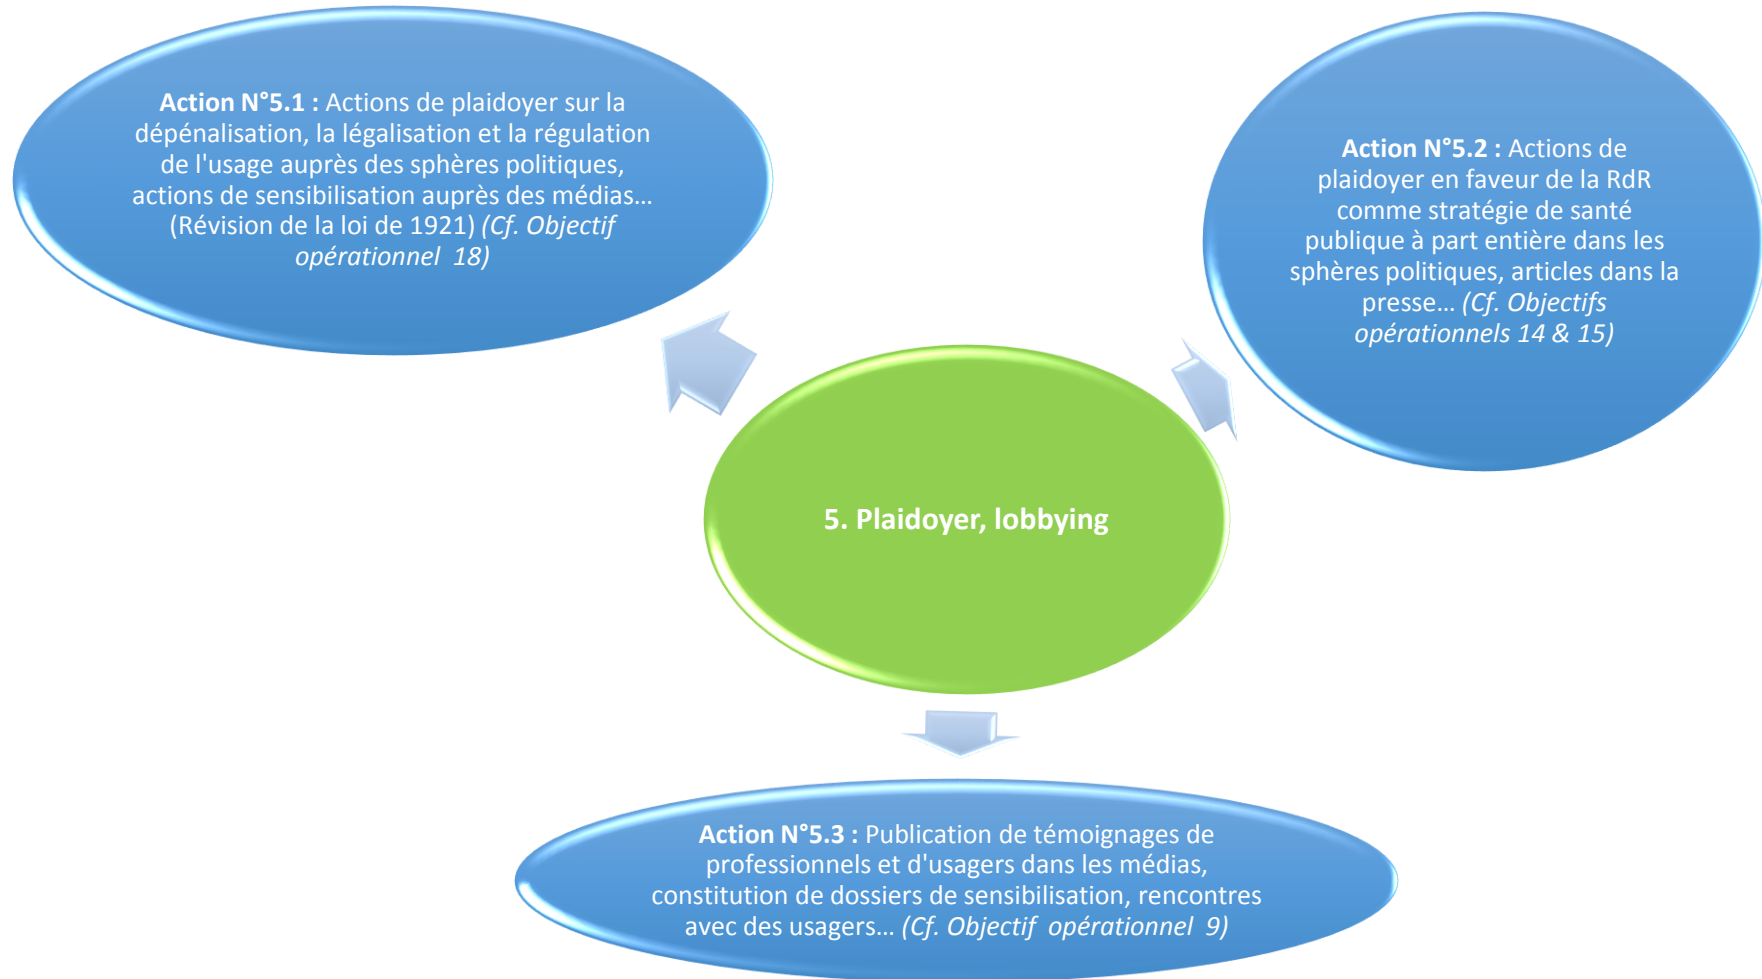 Action N°5.1 : Actions de plaidoyer sur la
dépénalisation, la légalisation et la régulation
de l'usage auprès des sphères politiques,
actions de sensibilisation auprès des médias...
(Révision de la loi de 1921) (Cf. Objectif
opérationnel 18)
Action N°5.2 : Actions de
plaidoyer en faveur de la RdR
comme stratégie de santé
publique à part entière dans les
sphères politiques, articles dans la
presse... (Cf. Objectifs
opérationnels 14 & 15)
5. Plaidoyer, lobbying
Action N°5.3 : Publication de témoignages de
professionnels et d'usagers dans les médias,
constitution de dossiers de sensibilisation, rencontres
avec des usagers... (Cf. Objectif opérationnel 9)